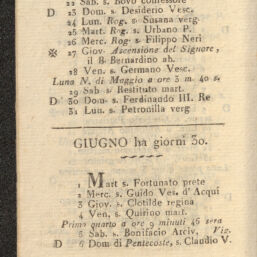 22 Sab. s. Bovo confessore
D 23 Dom. s. Desiderio Vesc.
24 Lun. Rog. s. Susana verg.
25 Mart. Rog. s. Urbano P.
26 Merc. Rog. s. Filippo Neri
27 Giov. Ascensione del Signore,
il B. Bernardino ab.
28 Ven. s. Germano Vesc.
Luna N. di Maggio a ore 3 m. 40 s.
29 Sab s. Restituto mart.
D 30 Dom s. Ferdinando III. Re
31 Lun s. Petronilla verg
GIUGNO ha giorni 30.
1 Mart s. Fortunato prete
2 Merc. s. Guido Ves. d'Acqui
3 Giov. s. Clotilde regina
4 Ven. s. Quirino mart.
Primo quarto a ore 9 minuti 46 sera
5 Sab. s. Bonifacio Arciv. Vig.
D 6 Dom di Pentecoste, s. Claudio V.